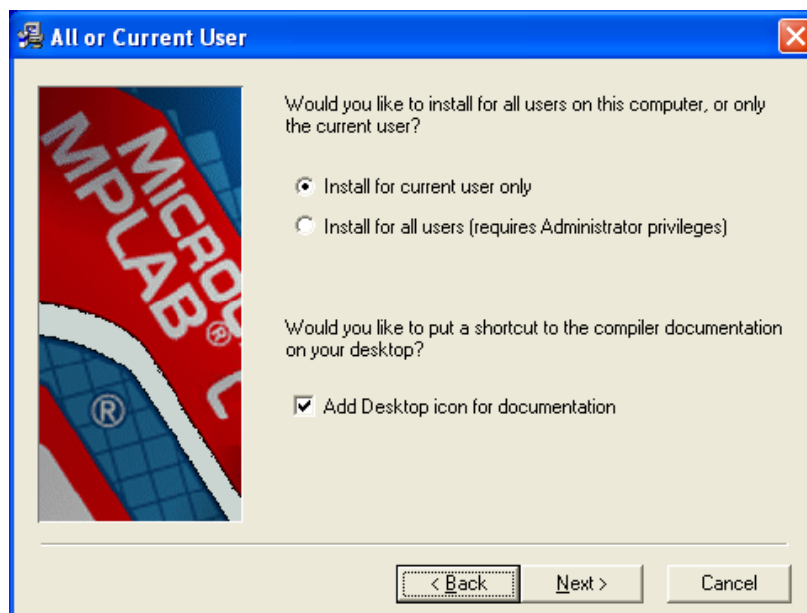 All or Current User
MICROC
MPLAB® C
®
Would you like to install for all users on this computer, or only
the current user?
Install for current user only
Install for all users (requires Administrator privileges)
Would you like to put a shortcut to the compiler documentation
on your desktop?
Add Desktop icon for documentation
< Back
Next >
Cancel